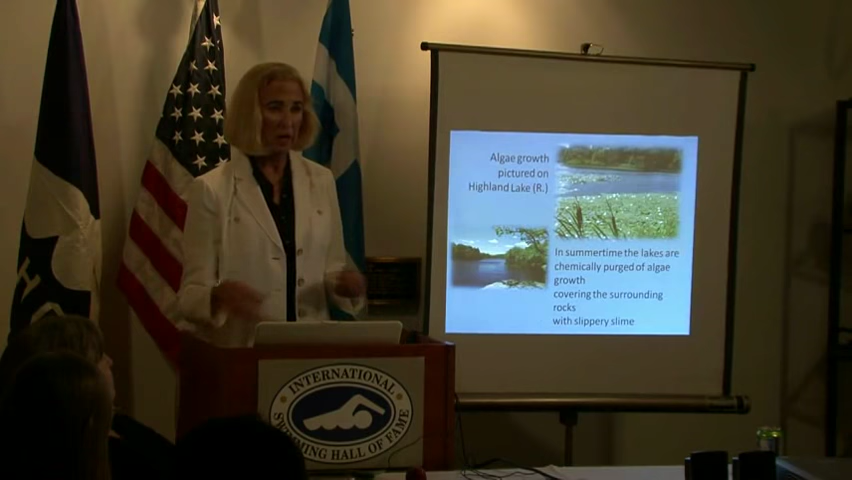 Algae growth
pictured on
Highland Lake (R.)
In summertime the lakes are
chemically purged of algae
growth
covering the surrounding
rocks
with slippery slime
INTERNATIONAL
SWIMMING HALL OF FAME
H